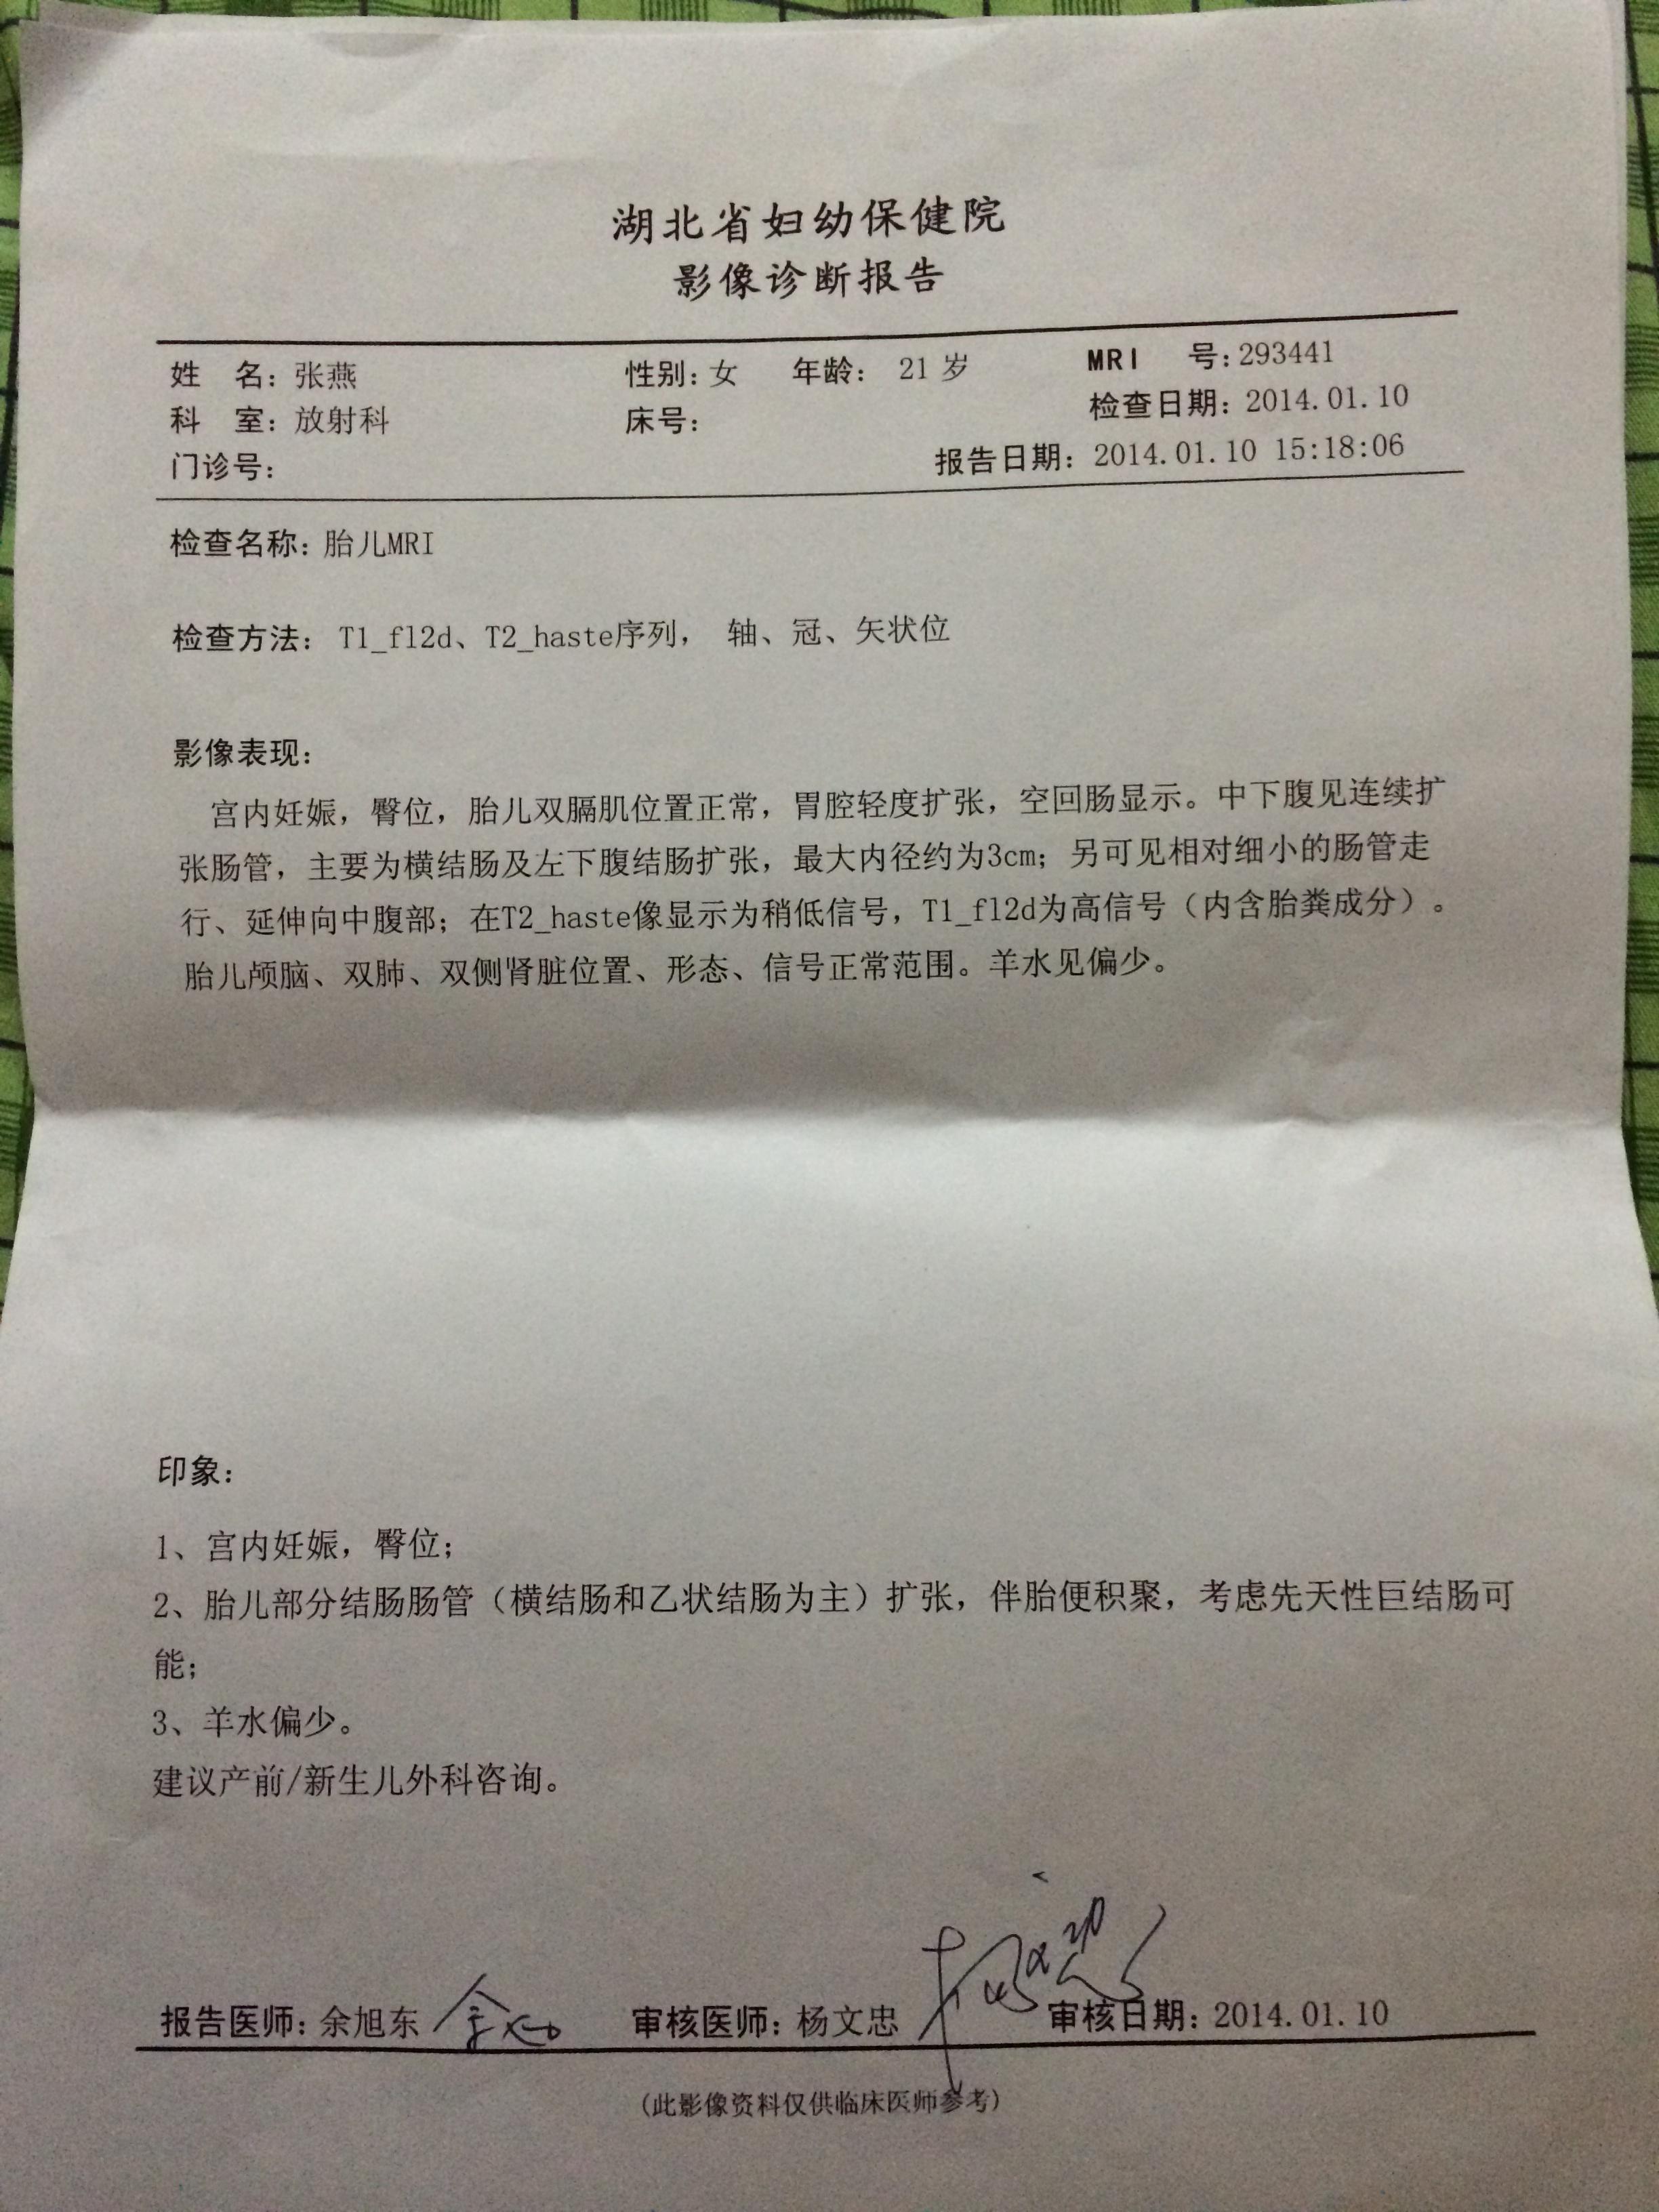 湖北省妇幼保健院
影像诊断报告
姓 名：张燕 性别：女 年龄： 21 岁 MRI 号：293441
科 室：放射科 床号： 检查日期：2014.01.10
门诊号： 报告日期：2014.01.10 15:18:06
检查名称：胎儿MRI
检查方法： T1_fl2d、T2_haste序列， 轴、冠、矢状位
影像表现：
宫内妊娠，臀位，胎儿双膈肌位置正常，胃腔轻度扩张，空回肠显示。中下腹见连续扩
张肠管，主要为横结肠及左下腹结肠扩张，最大内径约为3cm；另可见相对细小的肠管走
行、延伸向中腹部；在T2_haste像显示为稍低信号，T1_fl2d为高信号（内含胎粪成分）。
胎儿颅脑、双肺、双侧肾脏位置、形态、信号正常范围。羊水见偏少。
印象：
1、宫内妊娠，臀位；
2、胎儿部分结肠肠管（横结肠和乙状结肠为主）扩张，伴胎便积聚，考虑先天性巨结肠可
能；
3、羊水偏少。
建议产前/新生儿外科咨询。
报告医师：余旭东 审核医师：杨文忠 审核日期：2014.01.10
(此影像资料仅供临床医师参考)